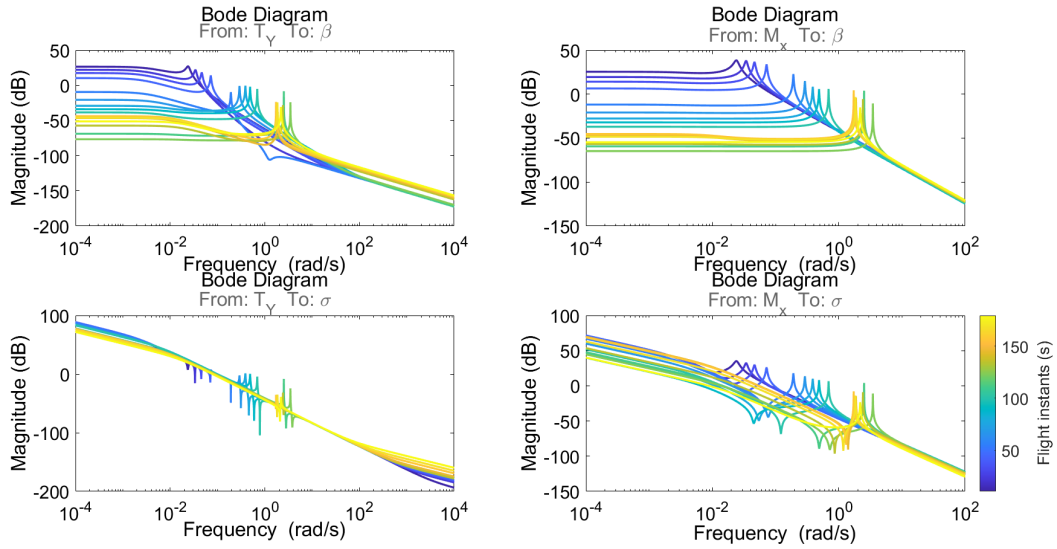 Bode Diagram
From: T_Y To: β
Magnitude (dB)
50
0
-50
-100
-150
-200
10^-4
10^-2
10^0
10^2
10^4
Frequency (rad/s)
Bode Diagram
From: M_x To: β
Magnitude (dB)
50
0
-50
-100
-150
10^-4
10^-2
10^0
10^2
Frequency (rad/s)
Bode Diagram
From: T_Y To: σ
Magnitude (dB)
100
0
-100
-200
10^-4
10^-2
10^0
10^2
10^4
Frequency (rad/s)
Bode Diagram
From: M_x To: σ
Magnitude (dB)
100
50
0
-50
-100
-150
10^-4
10^-2
10^0
10^2
Frequency (rad/s)
150
100
50
Flight instants (s)